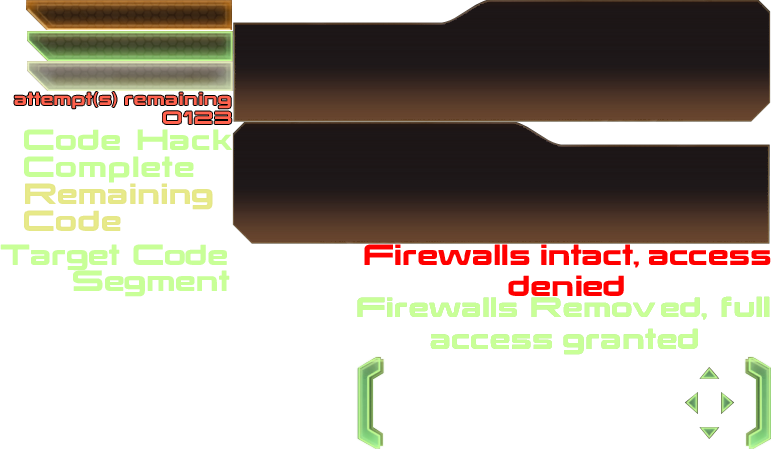 attempt(s) remaining
0123
Code Hack
Complete
Remaining
Code
Target Code
Segment
Firewalls intact, access
denied
Firewalls Removed, full
access granted